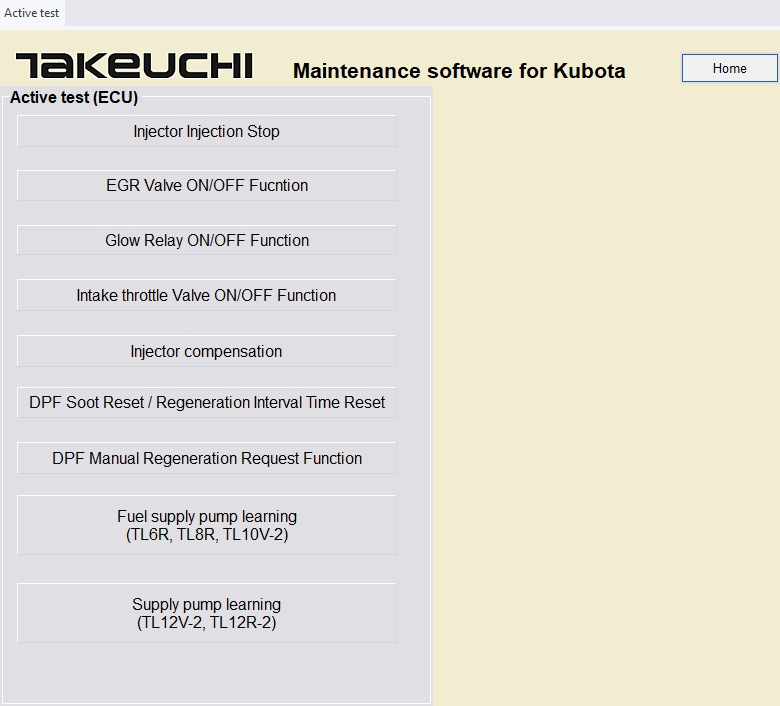 Active test
TAKEUCHI
Maintenance software for Kubota
Home
Active test (ECU)
Injector Injection Stop
EGR Valve ON/OFF Fucntion
Glow Relay ON/OFF Function
Intake throttle Valve ON/OFF Function
Injector compensation
DPF Soot Reset / Regeneration Interval Time Reset
DPF Manual Regeneration Request Function
Fuel supply pump learning
(TL6R, TL8R, TL10V-2)
Supply pump learning
(TL12V-2, TL12R-2)